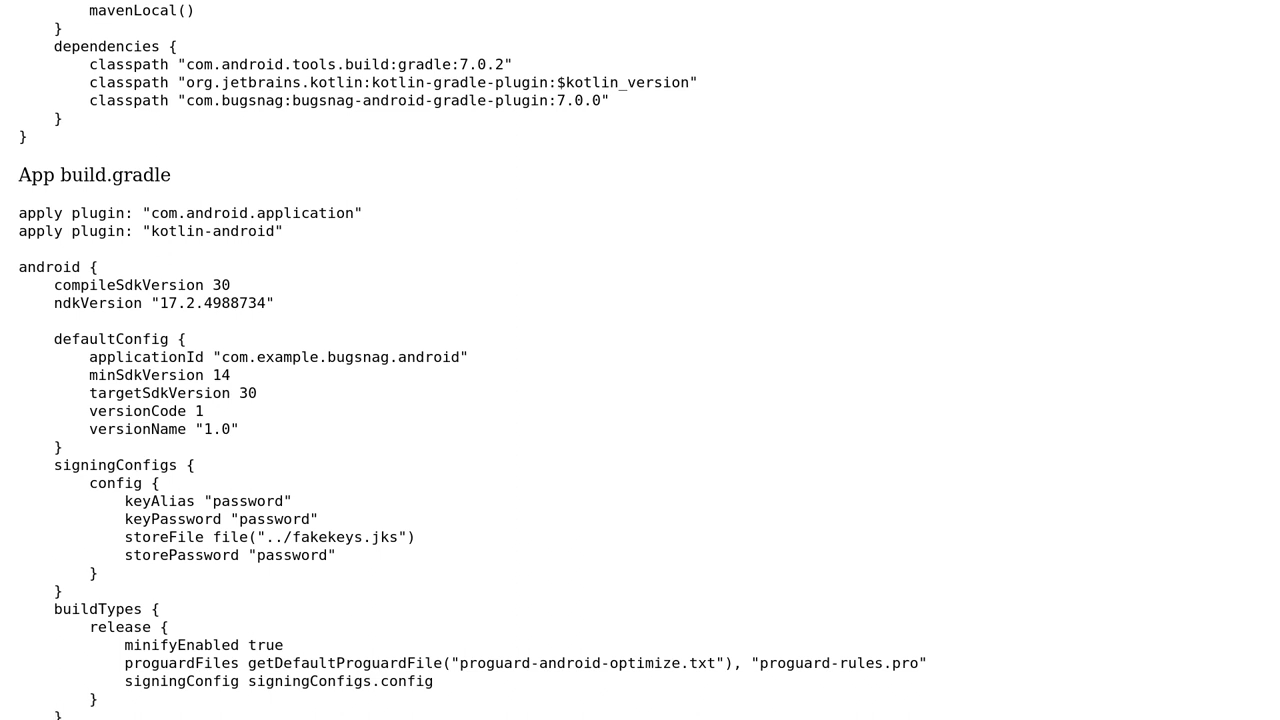 mavenLocal()
    }
    dependencies {
        classpath "com.android.tools.build:gradle:7.0.2"
        classpath "org.jetbrains.kotlin:kotlin-gradle-plugin:$kotlin_version"
        classpath "com.bugsnag:bugsnag-android-gradle-plugin:7.0.0"
    }
}
App build.gradle
apply plugin: "com.android.application"
apply plugin: "kotlin-android"
android {
    compileSdkVersion 30
    ndkVersion "17.2.4988734"
    defaultConfig {
        applicationId "com.example.bugsnag.android"
        minSdkVersion 14
        targetSdkVersion 30
        versionCode 1
        versionName "1.0"
    }
    signingConfigs {
        config {
            keyAlias "password"
            keyPassword "password"
            storeFile file("../fakekeys.jks")
            storePassword "password"
        }
    }
    buildTypes {
        release {
            minifyEnabled true
            proguardFiles getDefaultProguardFile("proguard-android-optimize.txt"), "proguard-rules.pro"
            signingConfig signingConfigs.config
        }
    }